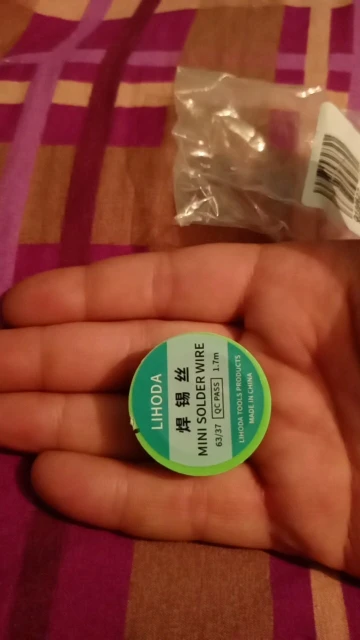 LIHODA
焊锡丝
MINI SOLDER WIRE
63/37 QC PASS 1.7m
LIHODA TOOLS PRODUCTS
MADE IN CHINA